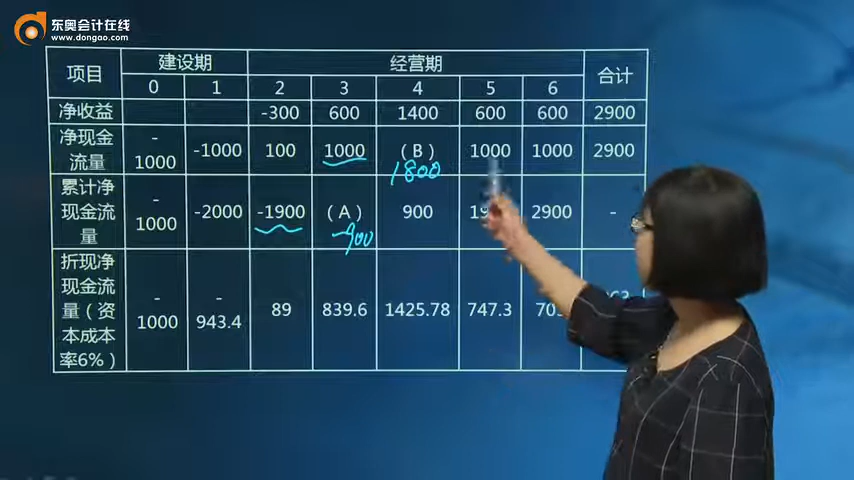 东奥会计在线
www.dongao.com
项目 建设期 经营期 合计
0 1 2 3 4 5 6
净收益 -300 600 1400 600 600 2900
净现金流量 -1000 -1000 100 1000 (B) 1000 1000 2900
1800
累计净现金流量 -1000 -2000 -1900 (A) 900 2900 -
-900
折现净现金流量(资本成本率6%) -1000 -943.4 89 839.6 1425.78 747.3